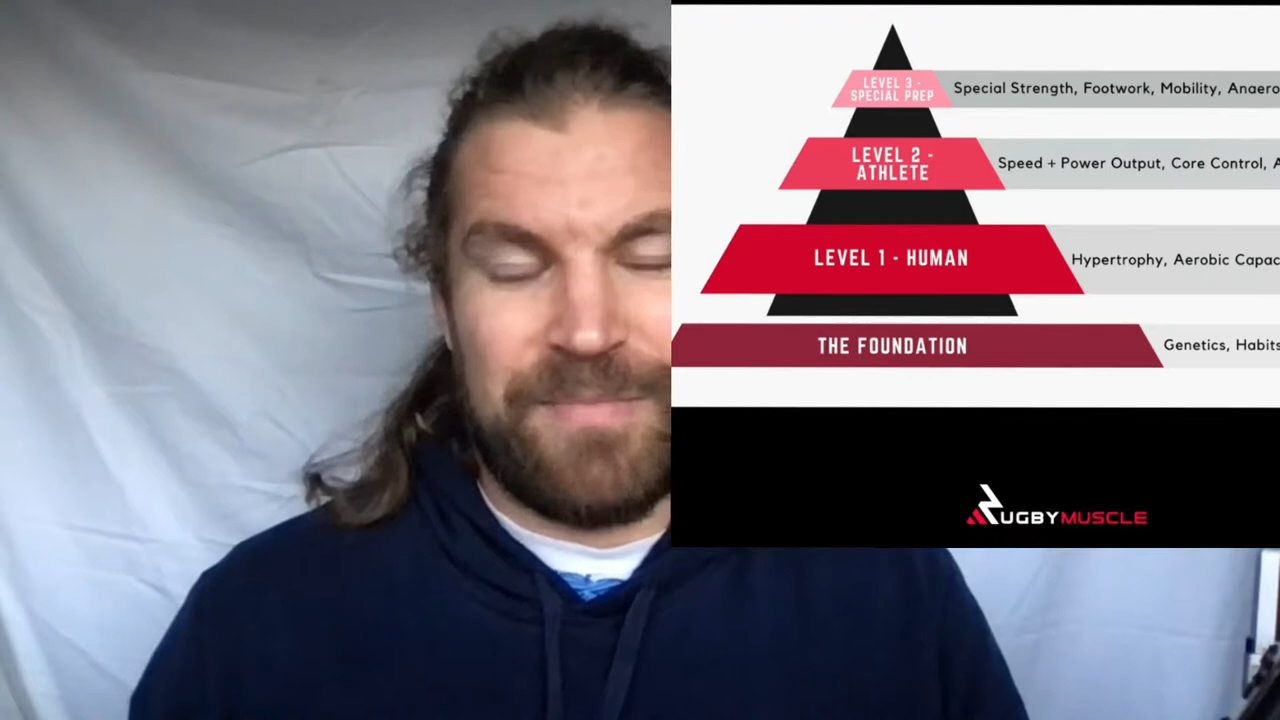 LEVEL 3 -
SPECIAL PREP
Special Strength, Footwork, Mobility, Anaero
LEVEL 2 -
ATHLETE
Speed + Power Output, Core Control, A
LEVEL 1 - HUMAN
Hypertrophy, Aerobic Capac
THE FOUNDATION
Genetics, Habits
RUGBYMUSCLE